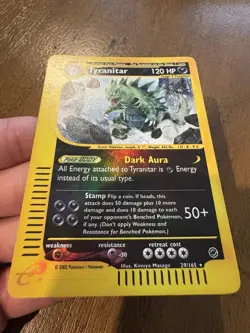 Tyranitar 120 HP
Poké-BODY
Dark Aura
All Energy attached to Tyranitar is Energy
instead of its usual type.
Stamp Flip a coin. If heads, this
attack does 50 damage plus 10 more
damage and does 10 damage to
each of your opponent's Benched Pokémon,
if any. (Don't apply Weakness and
Resistance for Benched Pokémon.)
50+
weakness
resistance
retreat cost
-30
Illus. Kimiya Masago
29/165
© 2002 Pokémon / Nintendo